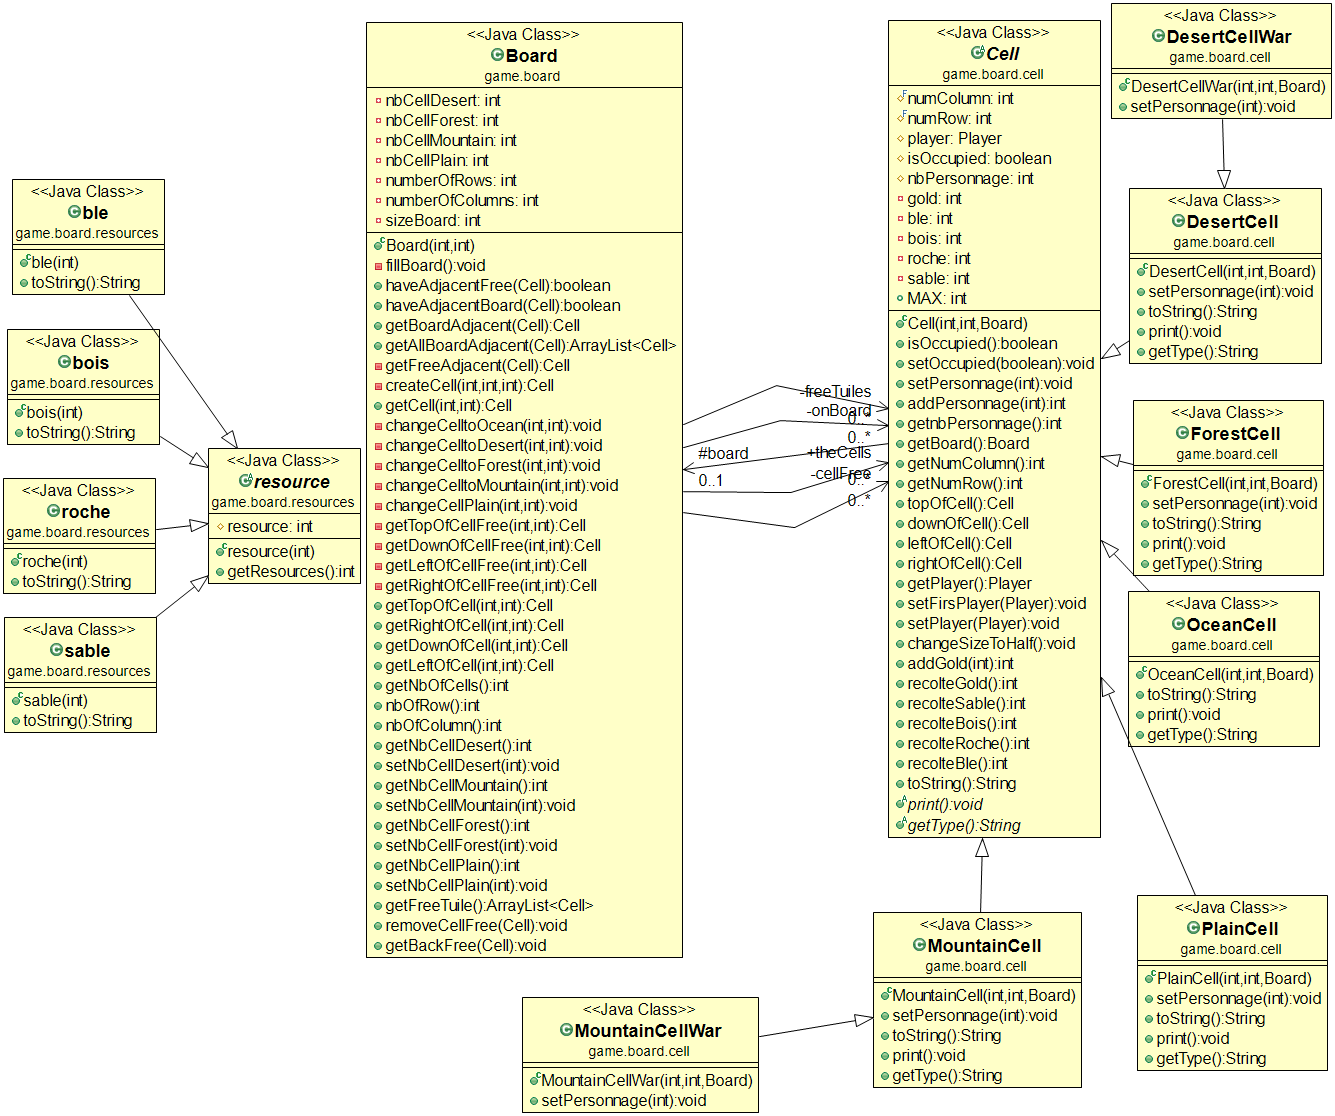 <<Java Class>>
ble
game.board.resources
ble(int)
toString():String
<<Java Class>>
bois
game.board.resources
bois(int)
toString():String
<<Java Class>>
roche
game.board.resources
roche(int)
toString():String
<<Java Class>>
sable
game.board.resources
sable(int)
toString():String
<<Java Class>>
resource
game.board.resources
resource: int
resource(int)
getResources():int
<<Java Class>>
Board
game.board
nbCellDesert: int
nbCellForest: int
nbCellMountain: int
nbCellPlain: int
numberOfRows: int
numberOfColumns: int
sizeBoard: int
Board(int,int)
fillBoard():void
haveAdjacentFree(Cell):boolean
haveAdjacentBoard(Cell):boolean
getBoardAdjacent(Cell):Cell
getAllBoardAdjacent(Cell):ArrayList<Cell>
getFreeAdjacent(Cell):Cell
createCell(int,int,int):Cell
getCell(int,int):Cell
changeCelltoOcean(int,int):void
changeCelltoDesert(int,int):void
changeCelltoForest(int,int):void
changeCelltoMountain(int,int):void
changeCellPlain(int,int):void
getTopOfCellFree(int,int):Cell
getDownOfCellFree(int,int):Cell
getLeftOfCellFree(int,int):Cell
getRightOfCellFree(int,int):Cell
getTopOfCell(int,int):Cell
getRightOfCell(int,int):Cell
getDownOfCell(int,int):Cell
getLeftOfCell(int,int):Cell
getNbOfCells():int
nbOfRow():int
nbOfColumn():int
getNbCellDesert():int
setNbCellDesert(int):void
getNbCellMountain():int
setNbCellMountain(int):void
getNbCellForest():int
setNbCellForest(int):void
getNbCellPlain():int
setNbCellPlain(int):void
getFreeTuile():ArrayList<Cell>
removeCellFree(Cell):void
getBackFree(Cell):void
-freeTuiles
0..*
-onBoard
0..*
#board
0..1
+theCells
0..*
-cellFree
0..*
<<Java Class>>
Cell
game.board.cell
numColumn: int
numRow: int
player: Player
isOccupied: boolean
nbPersonnage: int
gold: int
ble: int
bois: int
roche: int
sable: int
MAX: int
Cell(int,int,Board)
isOccupied():boolean
setOccupied(boolean):void
setPersonnage(int):void
addPersonnage(int):int
getnbPersonnage():int
getBoard():Board
getNumColumn():int
getNumRow():int
topOfCell():Cell
downOfCell():Cell
leftOfCell():Cell
rightOfCell():Cell
getPlayer():Player
setFirsPlayer(Player):void
setPlayer(Player):void
changeSizeToHalf():void
addGold(int):int
recolteGold():int
recolteSable():int
recolteBois():int
recolteRoche():int
recolteBle():int
toString():String
print():void
getType():String
<<Java Class>>
DesertCellWar
game.board.cell
DesertCellWar(int,int,Board)
setPersonnage(int):void
<<Java Class>>
DesertCell
game.board.cell
DesertCell(int,int,Board)
setPersonnage(int):void
toString():String
print():void
getType():String
<<Java Class>>
ForestCell
game.board.cell
ForestCell(int,int,Board)
setPersonnage(int):void
toString():String
print():void
getType():String
<<Java Class>>
OceanCell
game.board.cell
OceanCell(int,int,Board)
toString():String
print():void
getType():String
<<Java Class>>
PlainCell
game.board.cell
PlainCell(int,int,Board)
setPersonnage(int):void
toString():String
print():void
getType():String
<<Java Class>>
MountainCell
game.board.cell
MountainCell(int,int,Board)
setPersonnage(int):void
toString():String
print():void
getType():String
<<Java Class>>
MountainCellWar
game.board.cell
MountainCellWar(int,int,Board)
setPersonnage(int):void